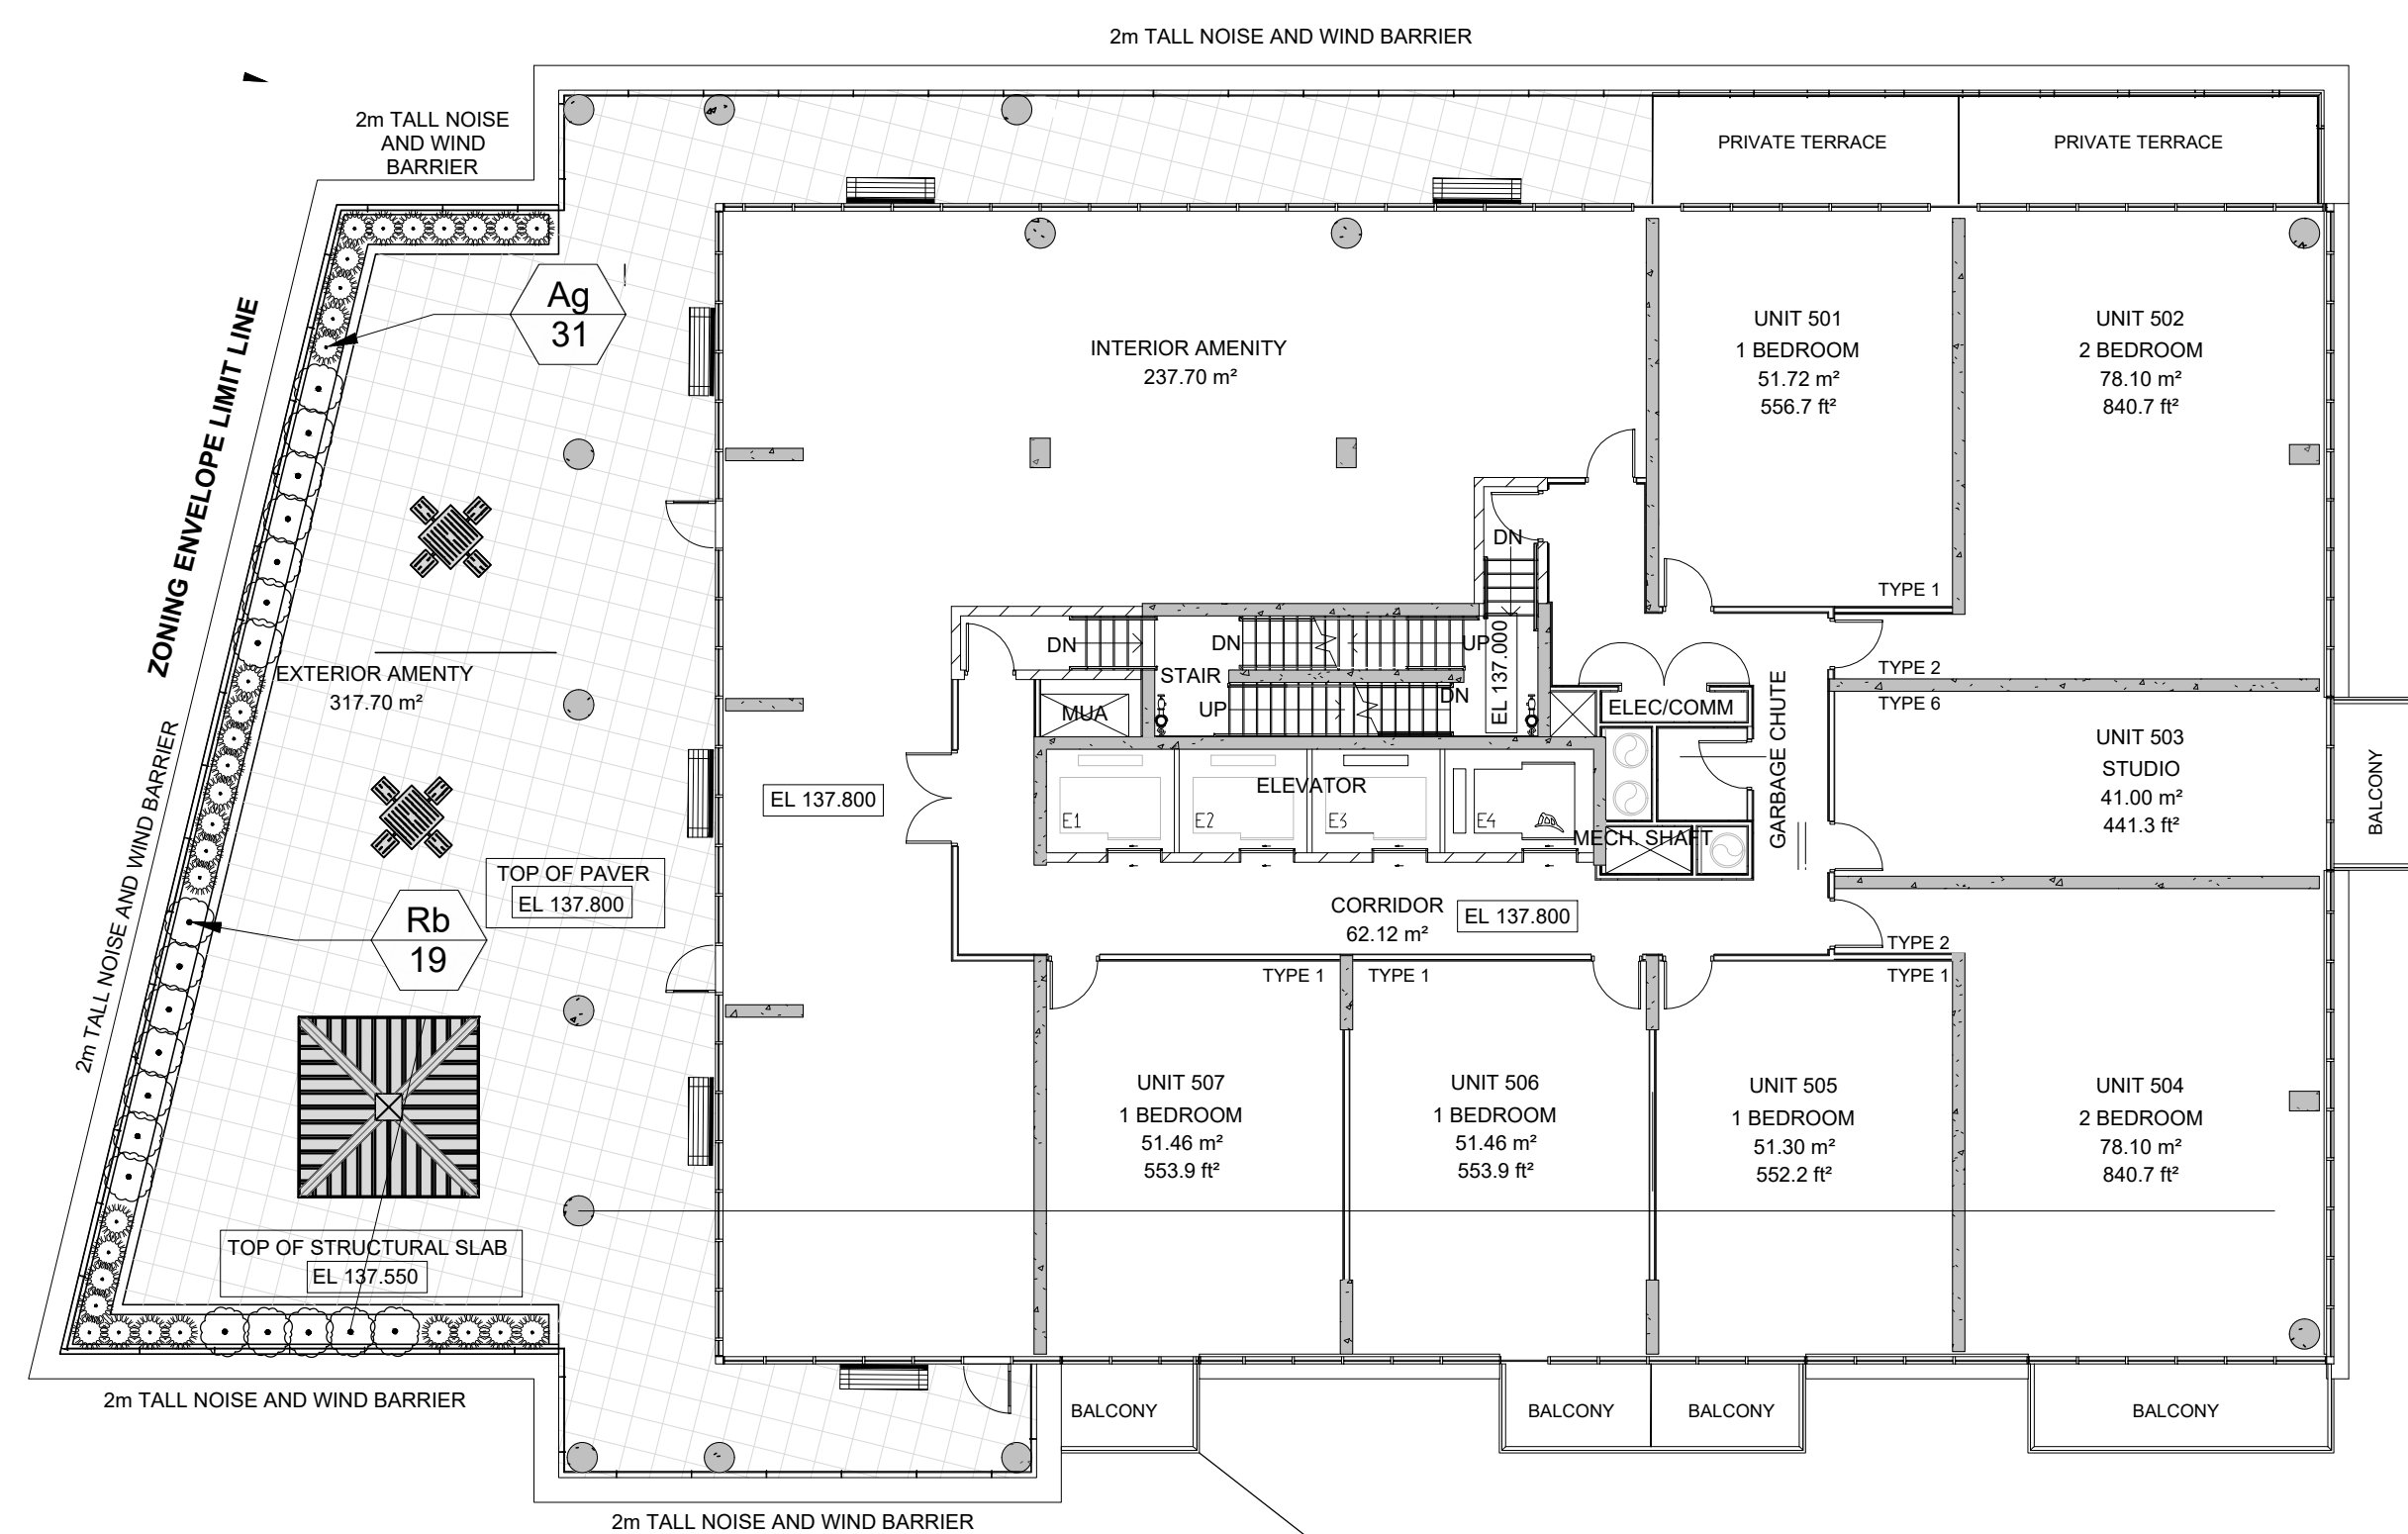 2m TALL NOISE AND WIND BARRIER
2m TALL NOISE
AND WIND
BARRIER
PRIVATE TERRACE
PRIVATE TERRACE
Ag
31
ZONING ENVELOPE LIMIT LINE
INTERIOR AMENITY
237.70 m²
UNIT 501
1 BEDROOM
51.72 m²
556.7 ft²
UNIT 502
2 BEDROOM
78.10 m²
840.7 ft²
DN
TYPE 1
EXTERIOR AMENTY
317.70 m²
DN
DN
UP
EL 137.000
STAIR
UP
DN
MUA
TYPE 2
TYPE 6
ELEC/COMM
GARBAGE CHUTE
UNIT 503
STUDIO
41.00 m²
441.3 ft²
BALCONY
2m TALL NOISE AND WIND BARRIER
EL 137.800
ELEVATOR
E1
E2
E3
E4
MECH. SHAFT
TOP OF PAVER
EL 137.800
Rb
19
CORRIDOR
62.12 m²
EL 137.800
TYPE 2
TYPE 1
TYPE 1
TYPE 1
UNIT 507
1 BEDROOM
51.46 m²
553.9 ft²
UNIT 506
1 BEDROOM
51.46 m²
553.9 ft²
UNIT 505
1 BEDROOM
51.30 m²
552.2 ft²
UNIT 504
2 BEDROOM
78.10 m²
840.7 ft²
TOP OF STRUCTURAL SLAB
EL 137.550
2m TALL NOISE AND WIND BARRIER
BALCONY
BALCONY
BALCONY
BALCONY
2m TALL NOISE AND WIND BARRIER